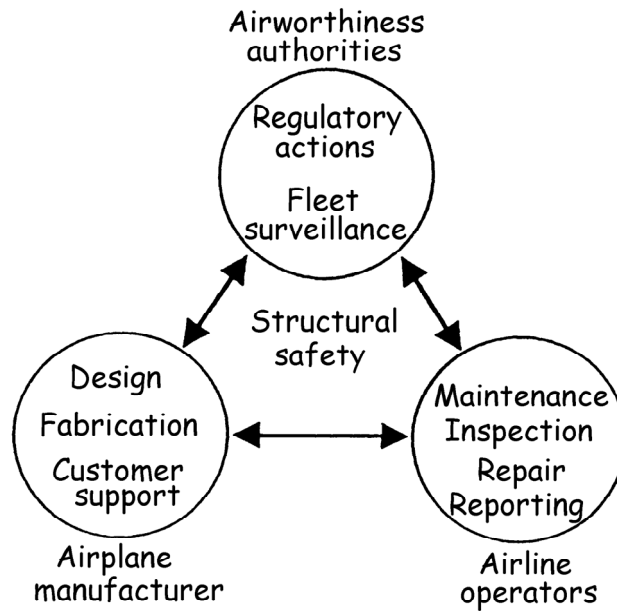 Airworthiness
authorities
Regulatory
actions
Fleet
surveillance
Structural
safety
Design
Fabrication
Customer
support
Airplane
manufacturer
Maintenance
Inspection
Repair
Reporting
Airline
operators